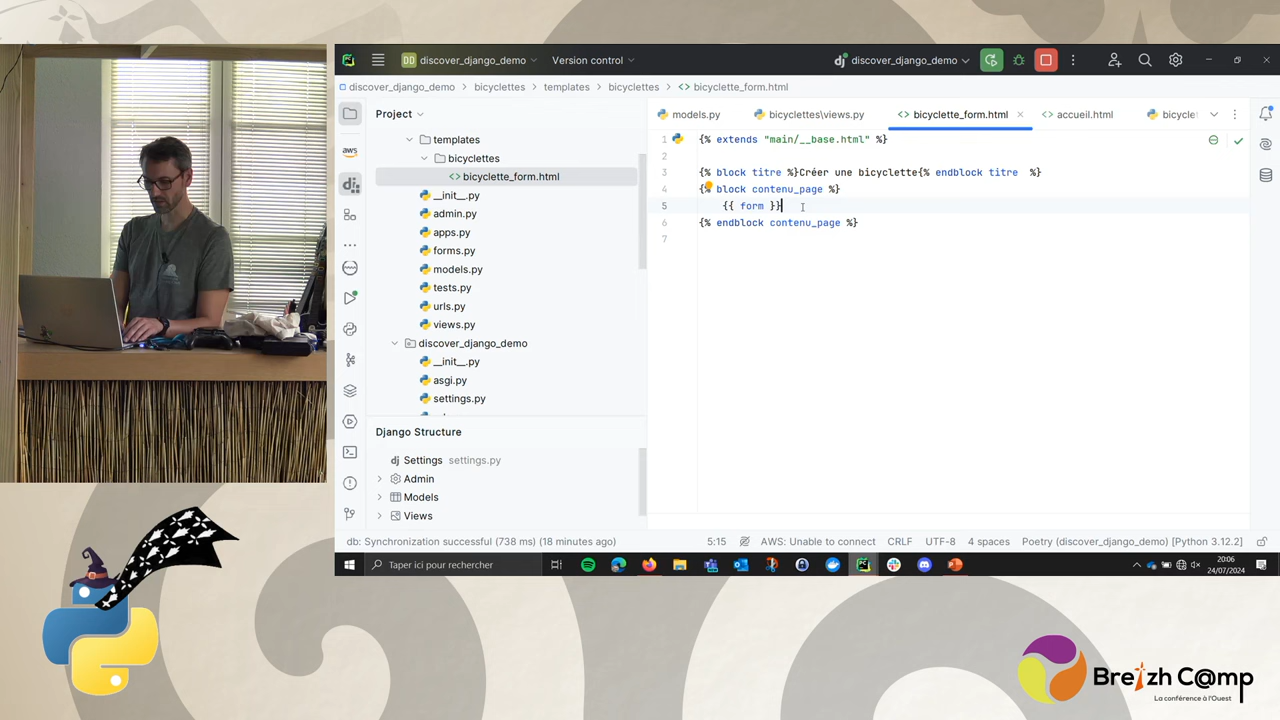 DD discover_django_demo Version control discover_django_demo
discover_django_demo bicyclettes templates bicyclettes bicyclette_form.html
Project
models.py
bicyclette_form.html
accueil.html
bicycle
aws
dj
templates
bicyclettes
bicyclette_form.html
__init__.py
admin.py
apps.py
forms.py
models.py
tests.py
urls.py
views.py
discover_django_demo
__init__.py
asgi.py
settings.py
1 {% extends "main/__base.html" %}
2
3 {% block titre %}Créer une bicyclette{% endblock titre %}
4 {% block contenu_page %}
5 {{ form }}
6 {% endblock contenu_page %}
7
Django Structure
dj Settings settings.py
Admin
Models
Views
db: Synchronization successful (738 ms) (18 minutes ago) 5:15 AWS: Unable to connect CRLF UTF-8 4 spaces Poetry (discover_django_demo) [Python 3.12.2]
Taper ici pour rechercher
20:06
24/07/2024
Breizh C@mp
La conférence à l'Ouest